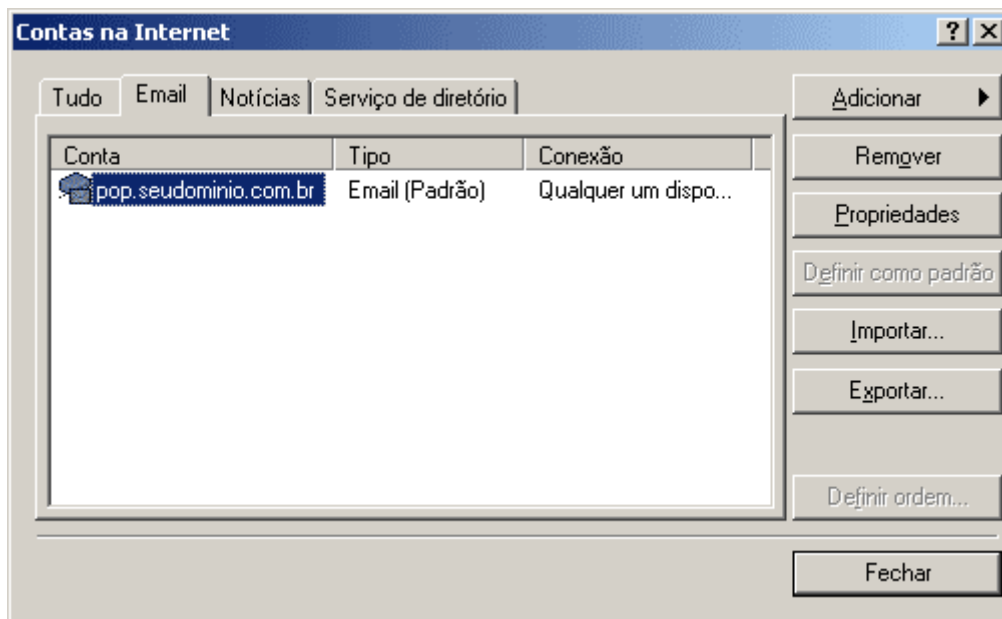 Contas na Internet
Tudo Email Notícias Serviço de diretório
Adicionar
Conta Tipo Conexão
Remover
pop.seudominio.com.br Email (Padrão) Qualquer um dispo...
Propriedades
Definir como padrão
Importar...
Exportar...
Definir ordem...
Fechar